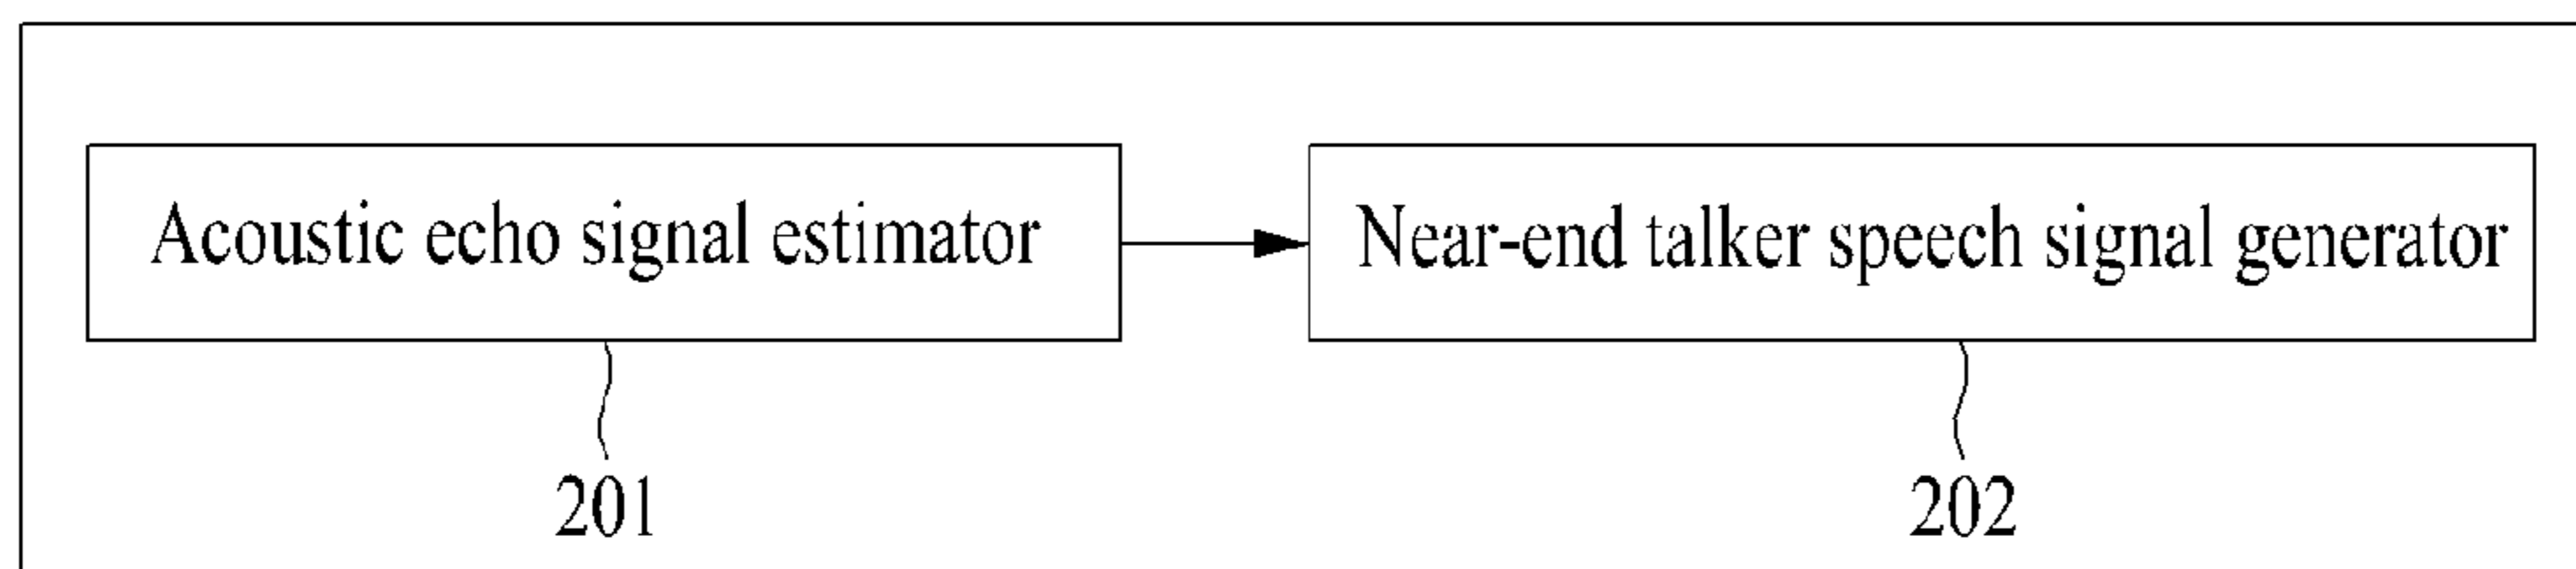 Acoustic echo signal estimator
Near-end talker speech signal generator
201
202